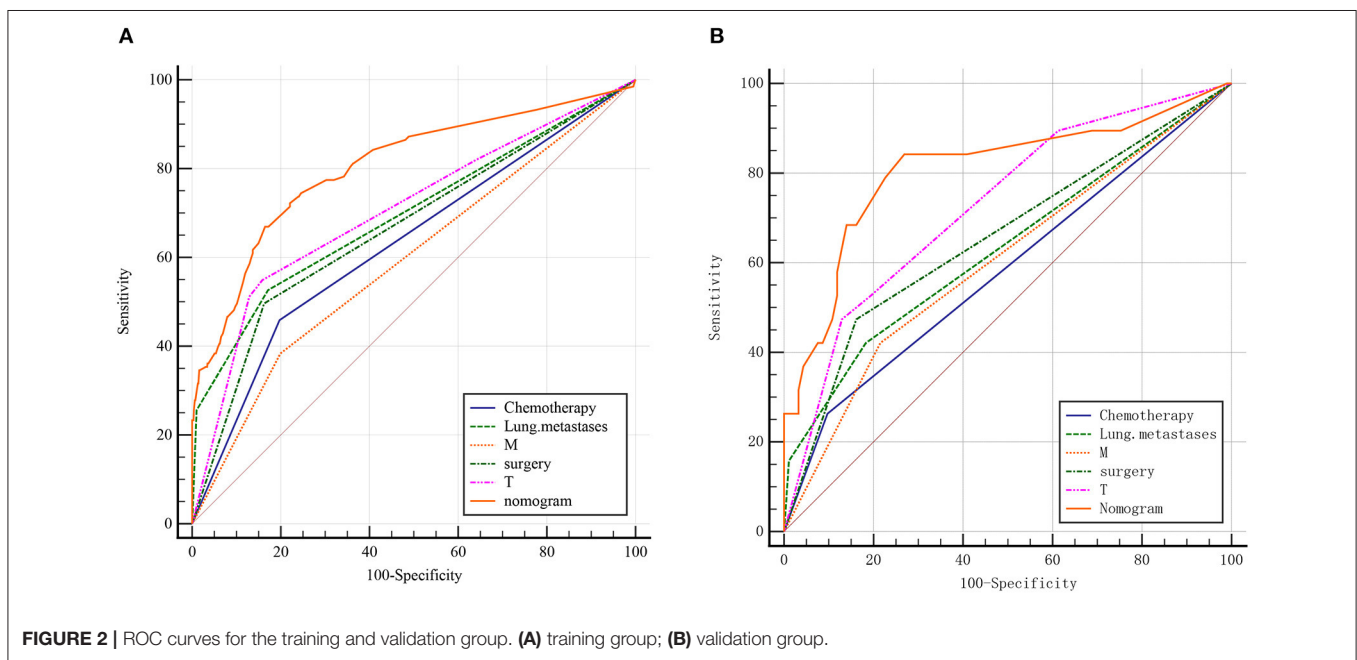 A
100
80
60
40
20
0
Sensitivity
0 20 40 60 80 100
100-Specificity
Chemotherapy
Lung.metastases
M
surgery
T
nomogram
B
100
80
60
40
20
0
Sensitivity
0 20 40 60 80 100
100-Specificity
Chemotherapy
Lung.metastases
M
surgery
T
Nomogram
FIGURE 2 | ROC curves for the training and validation group. (A) training group; (B) validation group.